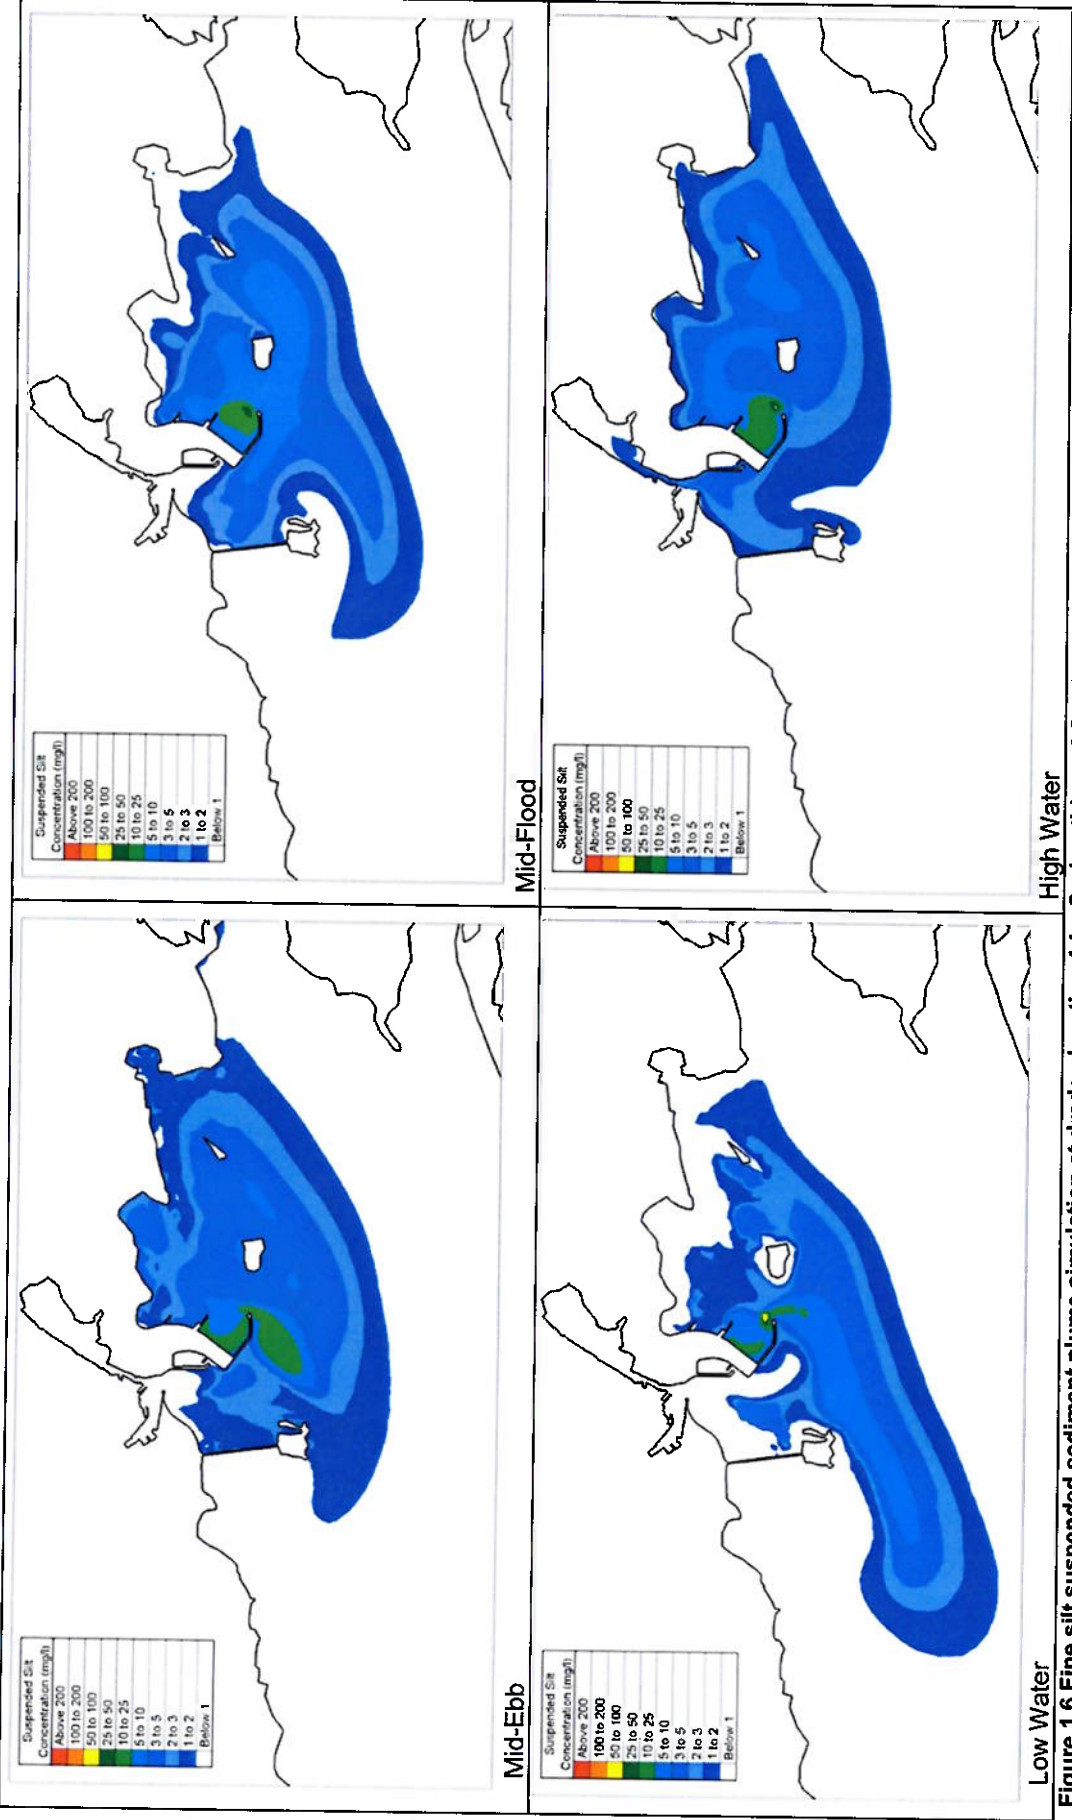 Suspended Silt
Concentration (mg/l)
Above 200
100 to 200
50 to 100
25 to 50
10 to 25
5 to 10
3 to 5
2 to 3
1 to 2
Below 1
Mid-Ebb
Suspended Silt
Concentration (mg/l)
Above 200
100 to 200
50 to 100
25 to 50
10 to 25
5 to 10
3 to 5
2 to 3
1 to 2
Below 1
Mid-Flood
Suspended Silt
Concentration (mg/l)
Above 200
100 to 200
50 to 100
25 to 50
10 to 25
5 to 10
3 to 5
2 to 3
1 to 2
Below 1
Low Water
Suspended Silt
Concentration (mg/l)
Above 200
100 to 200
50 to 100
25 to 50
10 to 25
5 to 10
3 to 5
2 to 3
1 to 2
Below 1
High Water
Figure 1.6 Fine silt suspended sediment plume simulation at